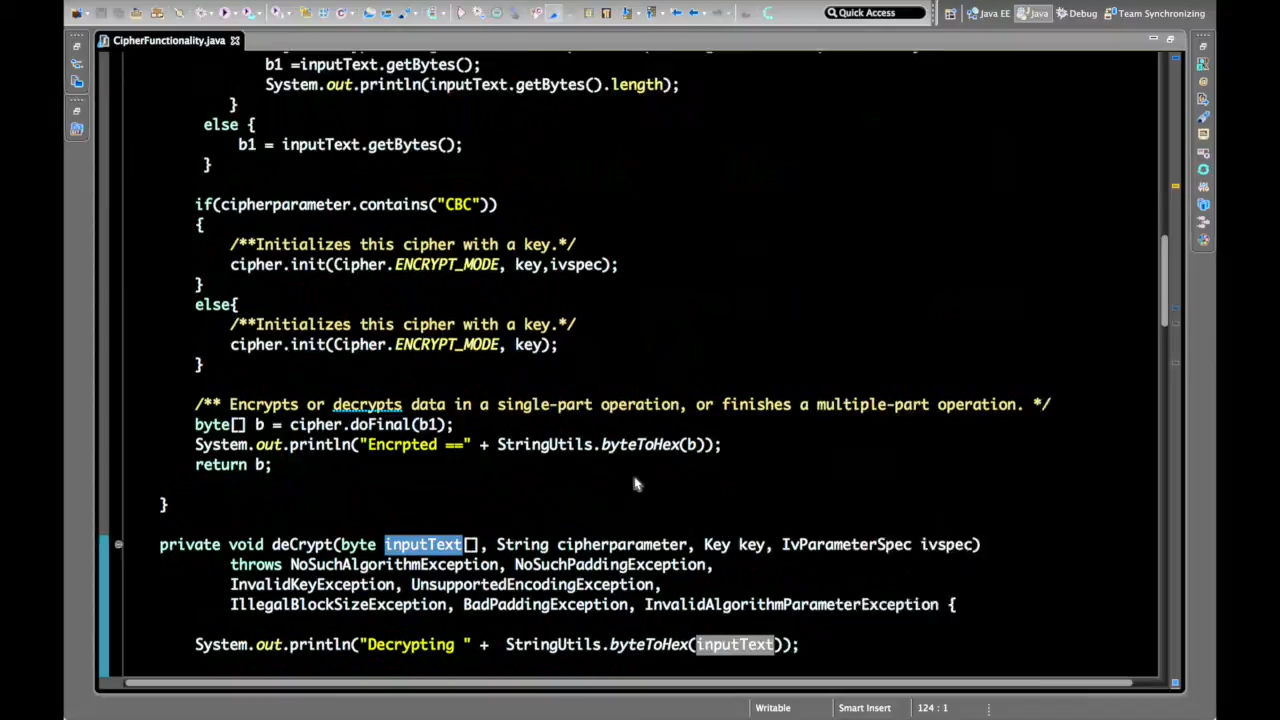 Quick Access
Java EE
Java
Debug
Team Synchronizing
CipherFunctionality.java
b1 =inputText.getBytes();
System.out.println(inputText.getBytes().length);
}
else {
b1 = inputText.getBytes();
}
if(cipherparameter.contains("CBC"))
{
/**Initializes this cipher with a key.*/
cipher.init(Cipher.ENCRYPT_MODE, key,ivspec);
}
else{
/**Initializes this cipher with a key.*/
cipher.init(Cipher.ENCRYPT_MODE, key);
}
/** Encrypts or decrypts data in a single-part operation, or finishes a multiple-part operation. */
byte[] b = cipher.doFinal(b1);
System.out.println("Encrpted ==" + StringUtils.byteToHex(b));
return b;
}
private void deCrypt(byte inputText[], String cipherparameter, Key key, IvParameterSpec ivspec)
throws NoSuchAlgorithmException, NoSuchPaddingException,
InvalidKeyException, UnsupportedEncodingException,
IllegalBlockSizeException, BadPaddingException, InvalidAlgorithmParameterException {
System.out.println("Decrypting " + StringUtils.byteToHex(inputText));
Writable
Smart Insert
124 : 1